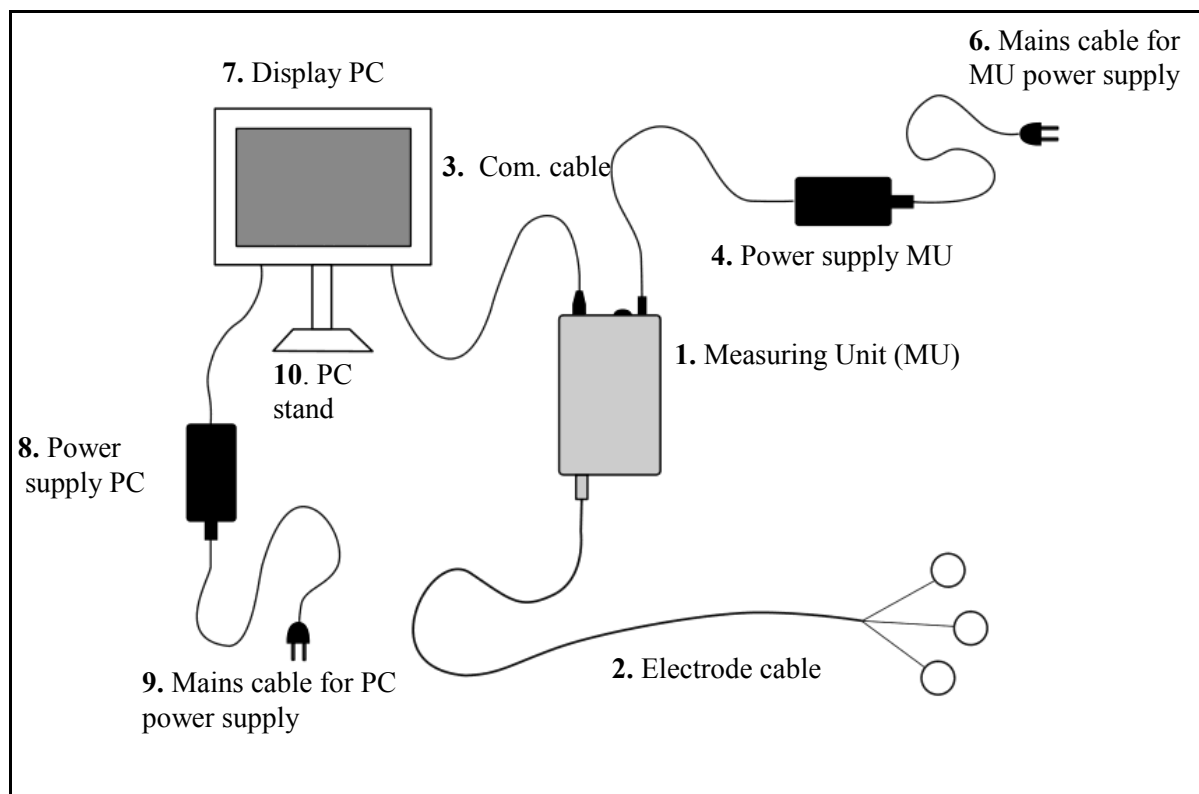 6. Mains cable for
MU power supply
7. Display PC
3. Com. cable
4. Power supply MU
1. Measuring Unit (MU)
10. PC
stand
8. Power
supply PC
2. Electrode cable
9. Mains cable for PC
power supply